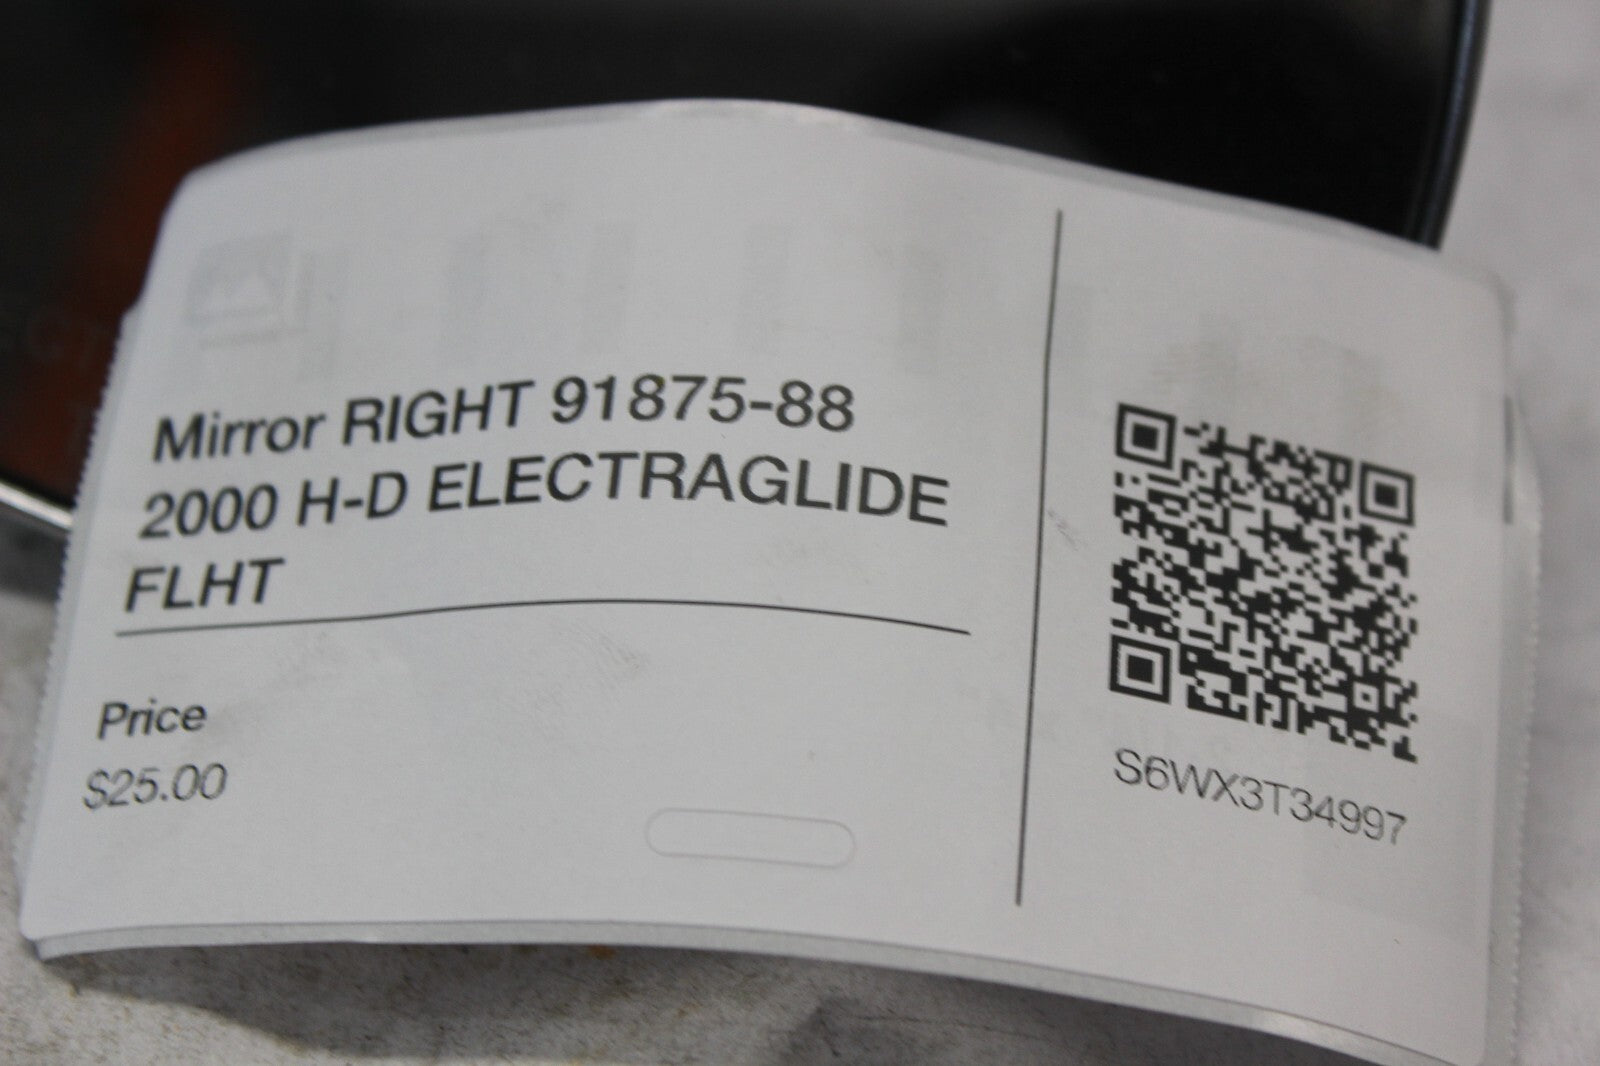 Mirror RIGHT 91875-88
2000 H-D ELECTRAGLIDE
FLHT
Price
$25.00
S6WX3T34997